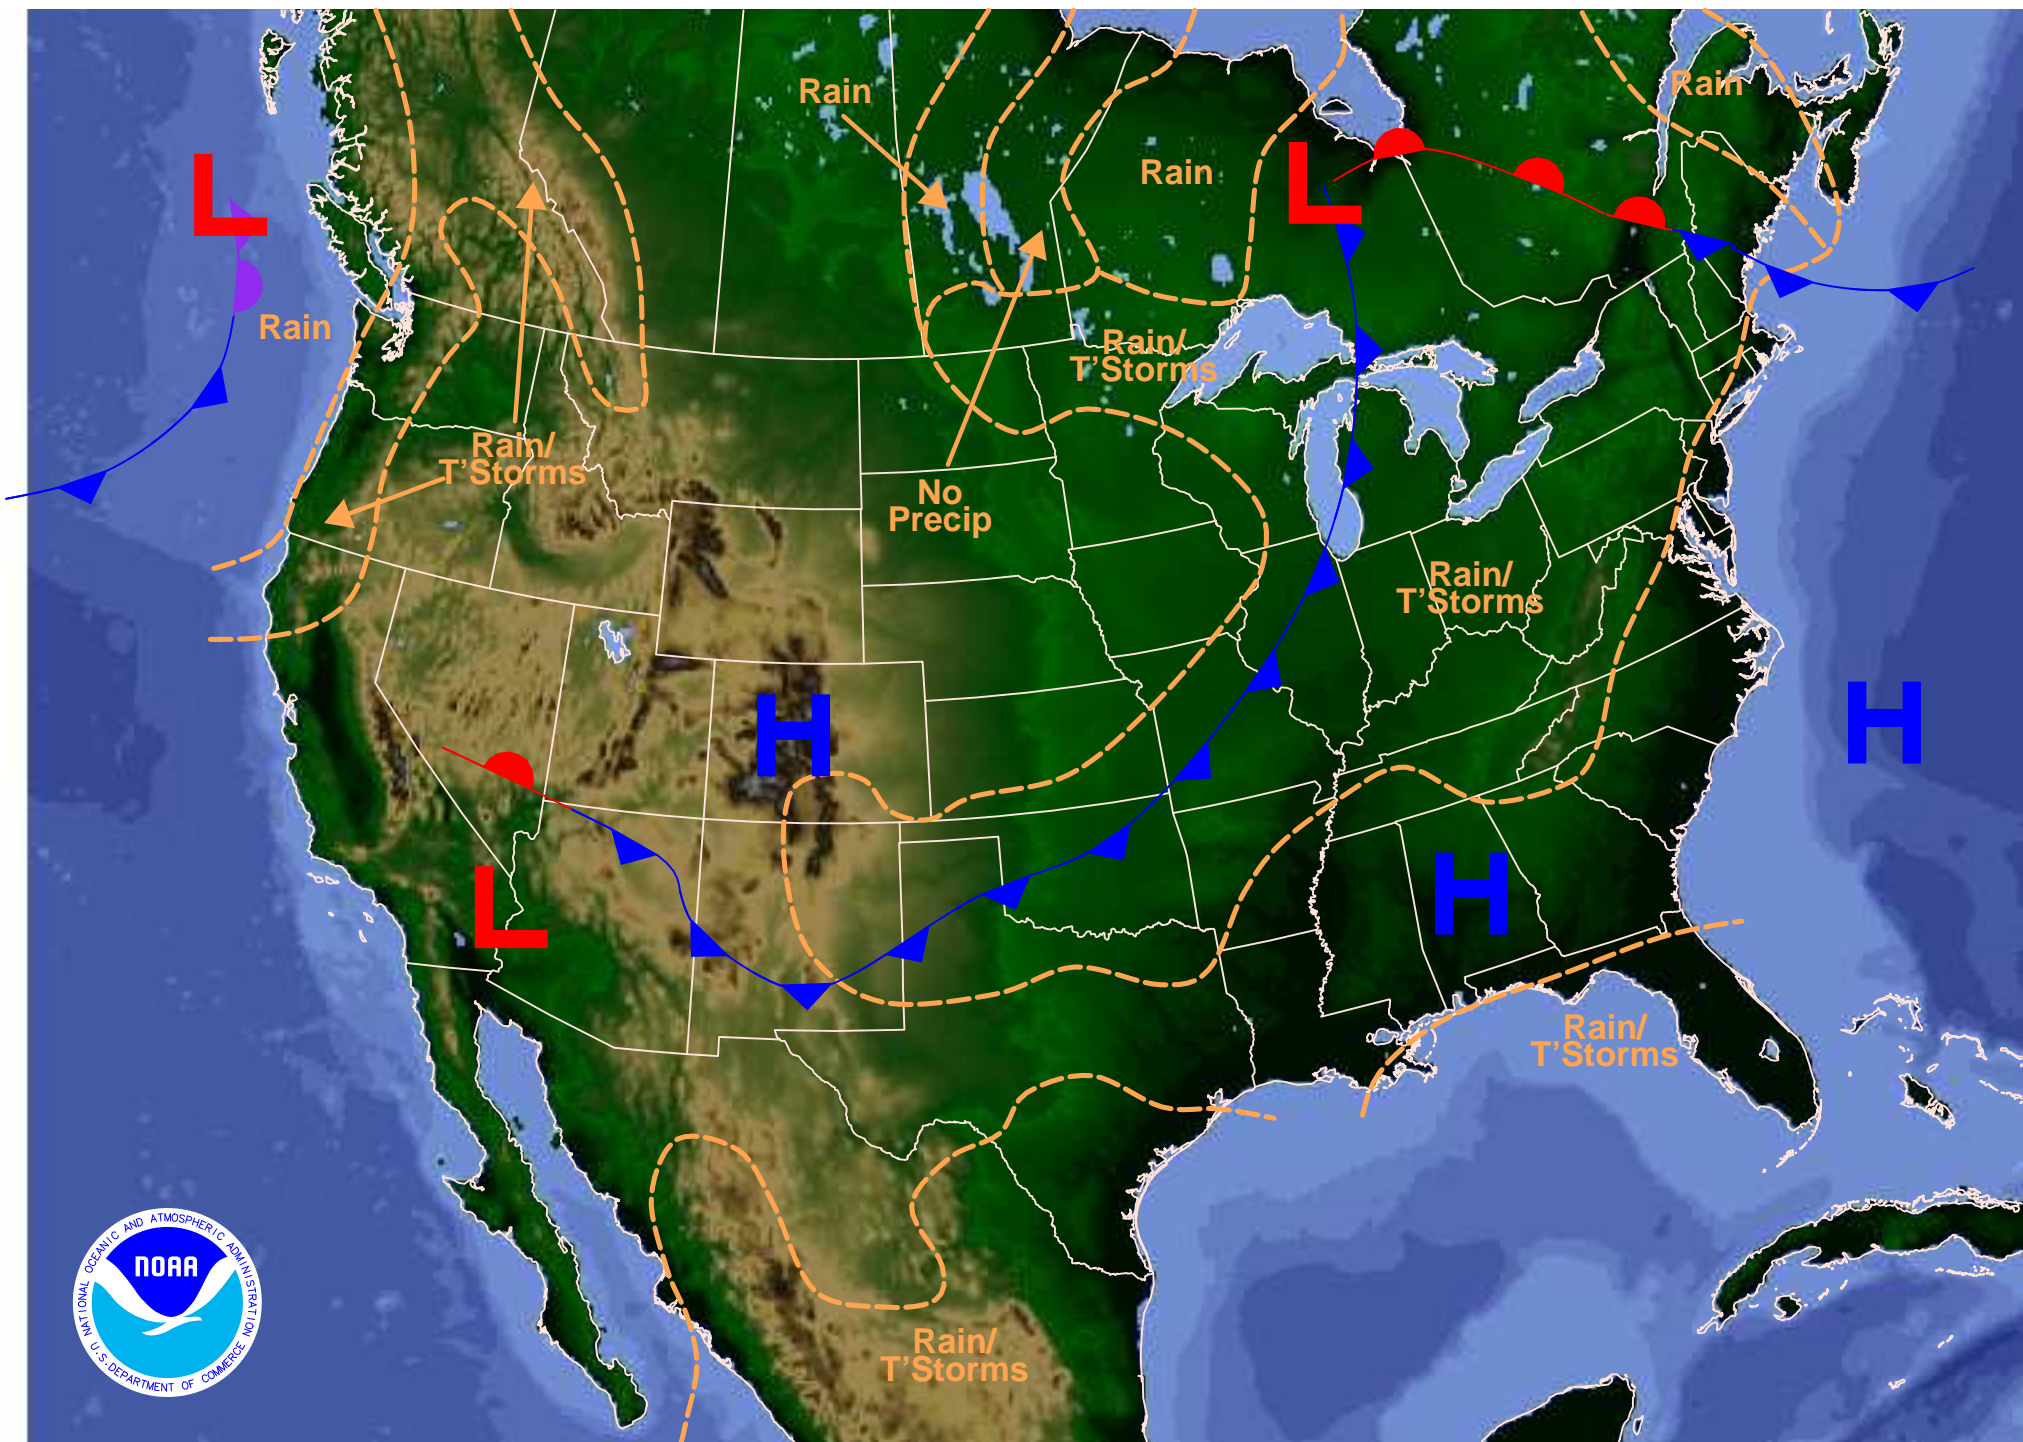 Rain
Rain
Rain
L
L
Rain
Rain/
T'Storms
Rain/
T'Storms
No
Precip
Rain/
T'Storms
H
H
H
L
Rain/
T'Storms
Rain/
T'Storms
NATIONAL OCEANIC AND ATMOSPHERIC ADMINISTRATION
NOAA
U.S. DEPARTMENT OF COMMERCE